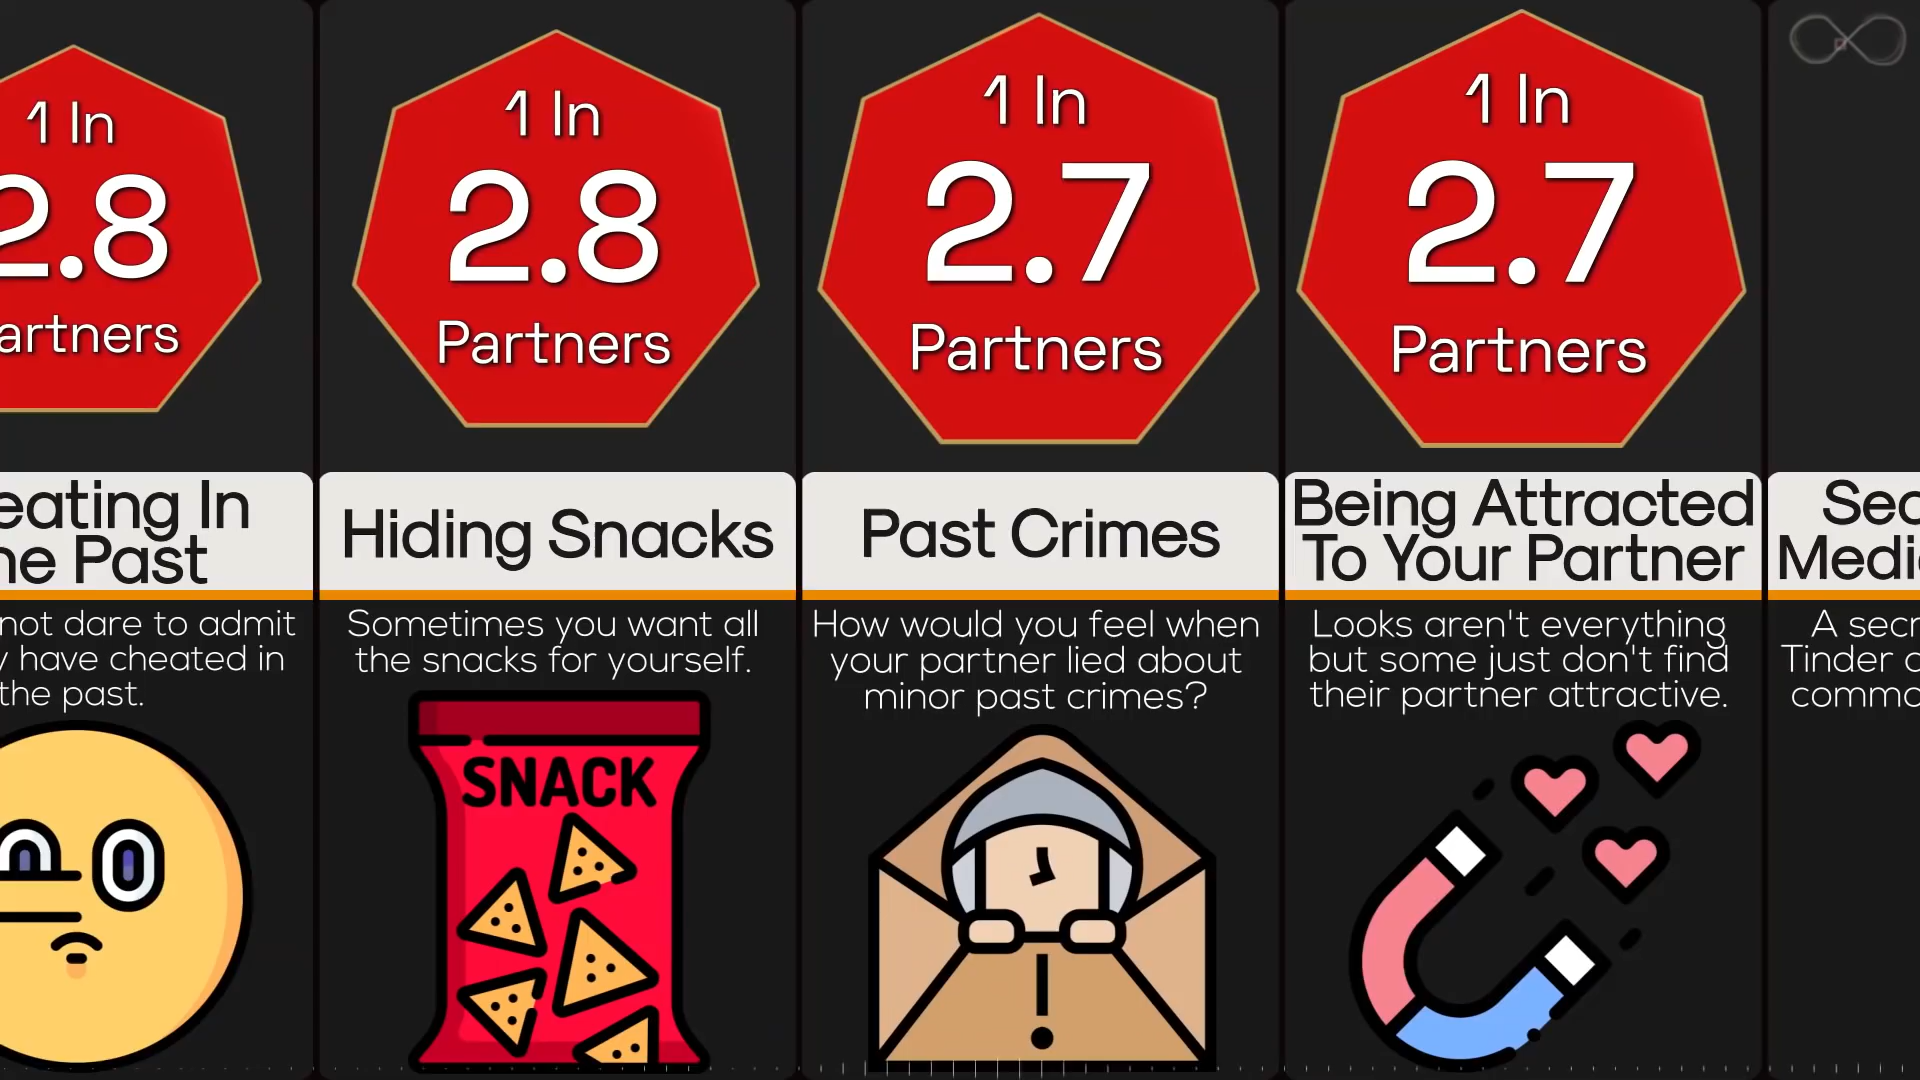 1 In
2.8
artners
eating In
ne Past
not dare to admit
y have cheated in
the past.
1 In
2.8
Partners
Hiding Snacks
Sometimes you want all
the snacks for yourself.
SNACK
1 In
2.7
Partners
Past Crimes
How would you feel when
your partner lied about
minor past crimes?
1 In
2.7
Partners
Being Attracted
To Your Partner
Looks aren't everything
but some just don't find
their partner attractive.
Sec
Medi
A secr
Tinder
commo